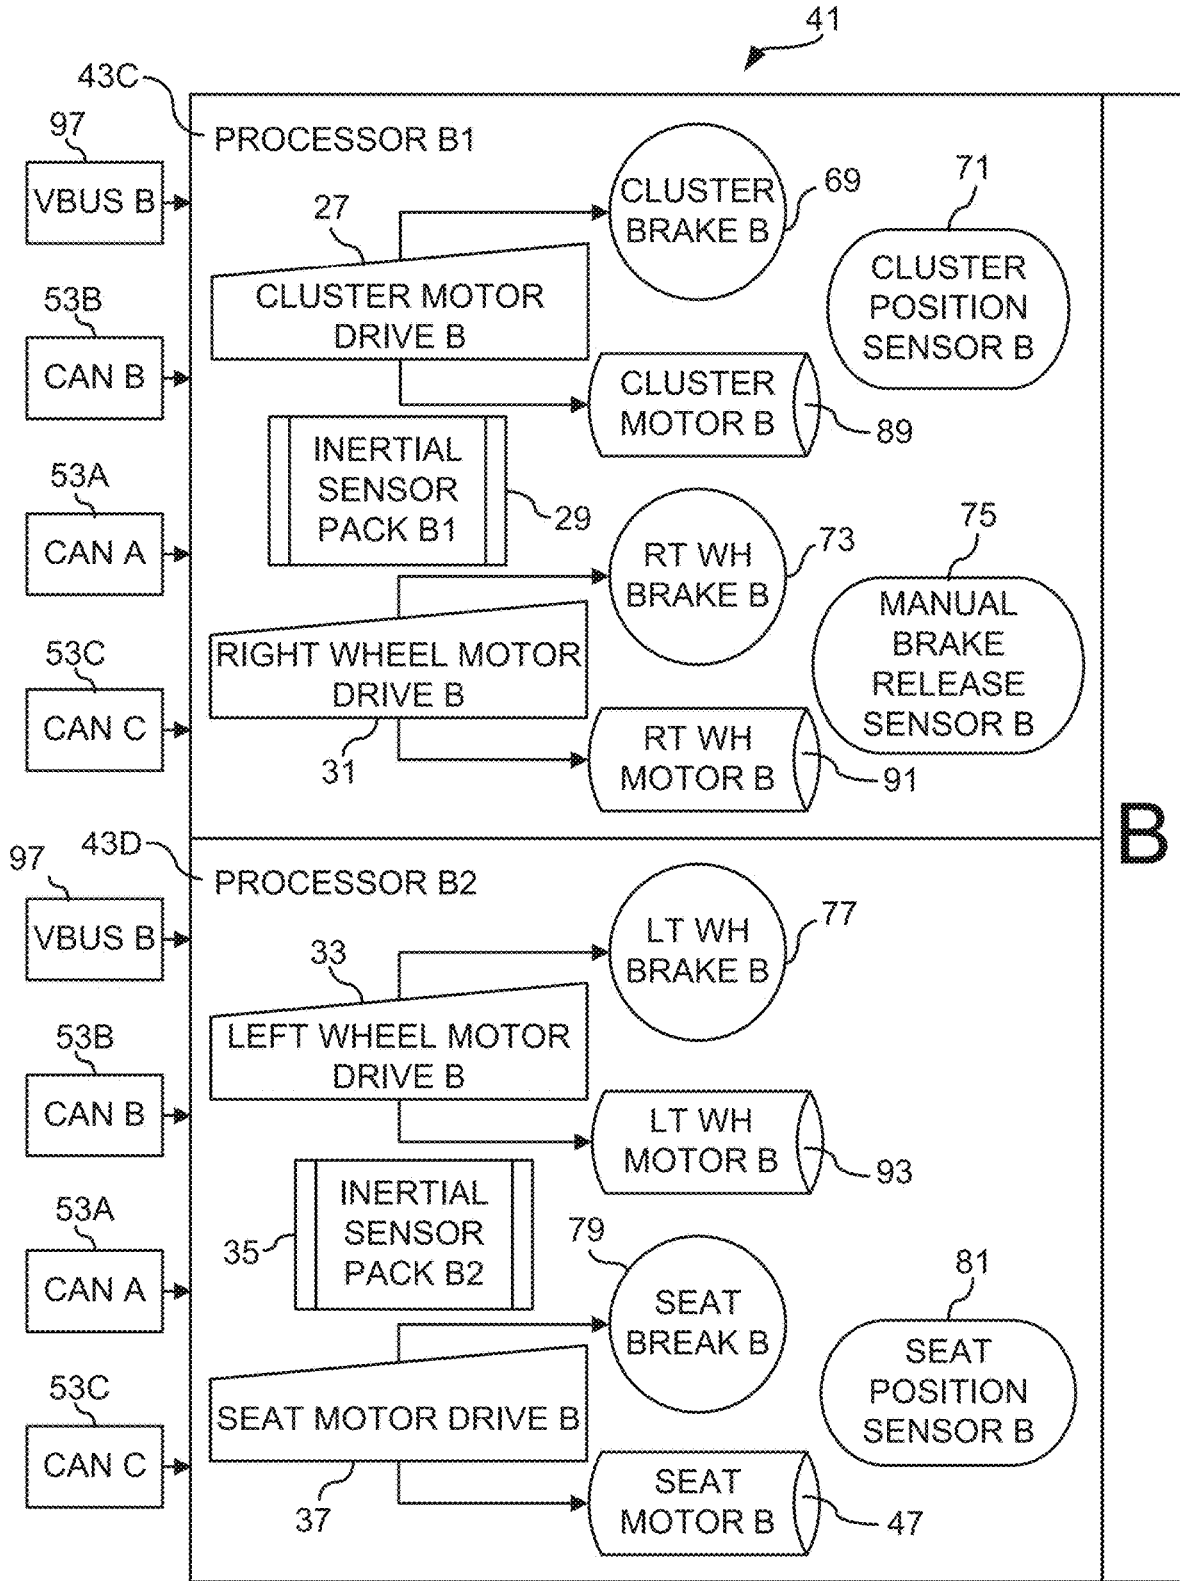 41
43C
PROCESSOR B1
97
VBUS B
27
CLUSTER MOTOR
DRIVE B
CLUSTER
BRAKE B
69
71
CLUSTER
POSITION
SENSOR B
53B
CAN B
CLUSTER
MOTOR B
89
INERTIAL
SENSOR
PACK B1
29
53A
CAN A
RT WH
BRAKE B
73
75
MANUAL
BRAKE
RELEASE
SENSOR B
53C
CAN C
RIGHT WHEEL MOTOR
DRIVE B
31
RT WH
MOTOR B
91
B
43D
PROCESSOR B2
97
VBUS B
33
LEFT WHEEL MOTOR
DRIVE B
LT WH
BRAKE B
77
53B
CAN B
LT WH
MOTOR B
93
INERTIAL
SENSOR
PACK B2
35
53A
CAN A
79
SEAT
BREAK B
81
SEAT
POSITION
SENSOR B
53C
CAN C
SEAT MOTOR DRIVE B
37
SEAT
MOTOR B
47